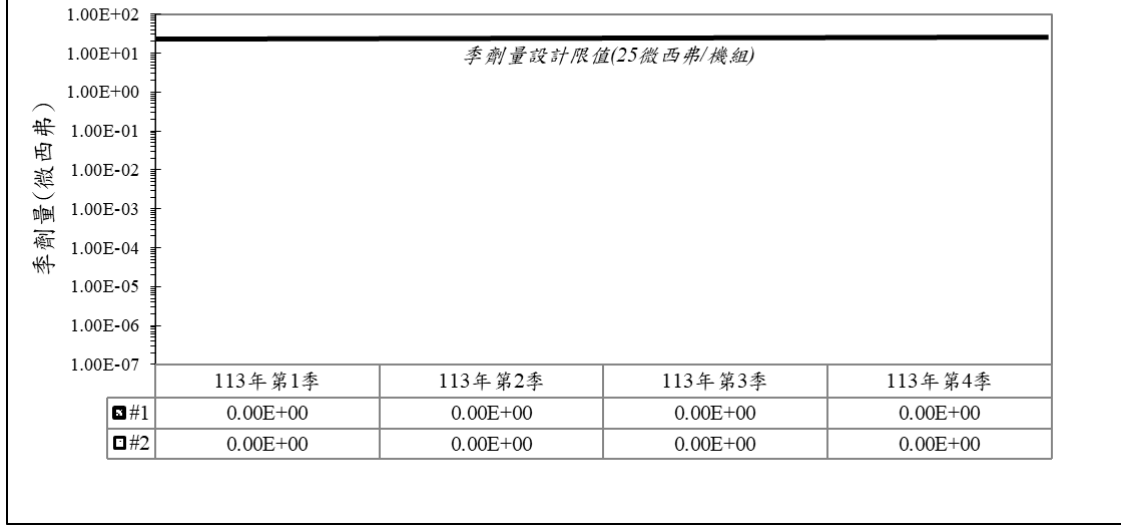 1.00E+02
1.00E+01
季劑量設計限值(25微西弗/機組)
1.00E+00
1.00E-01
1.00E-02
1.00E-03
1.00E-04
1.00E-05
1.00E-06
1.00E-07
季劑量(微西弗)
113年第1季 113年第2季 113年第3季 113年第4季
#1 0.00E+00 0.00E+00 0.00E+00 0.00E+00
#2 0.00E+00 0.00E+00 0.00E+00 0.00E+00